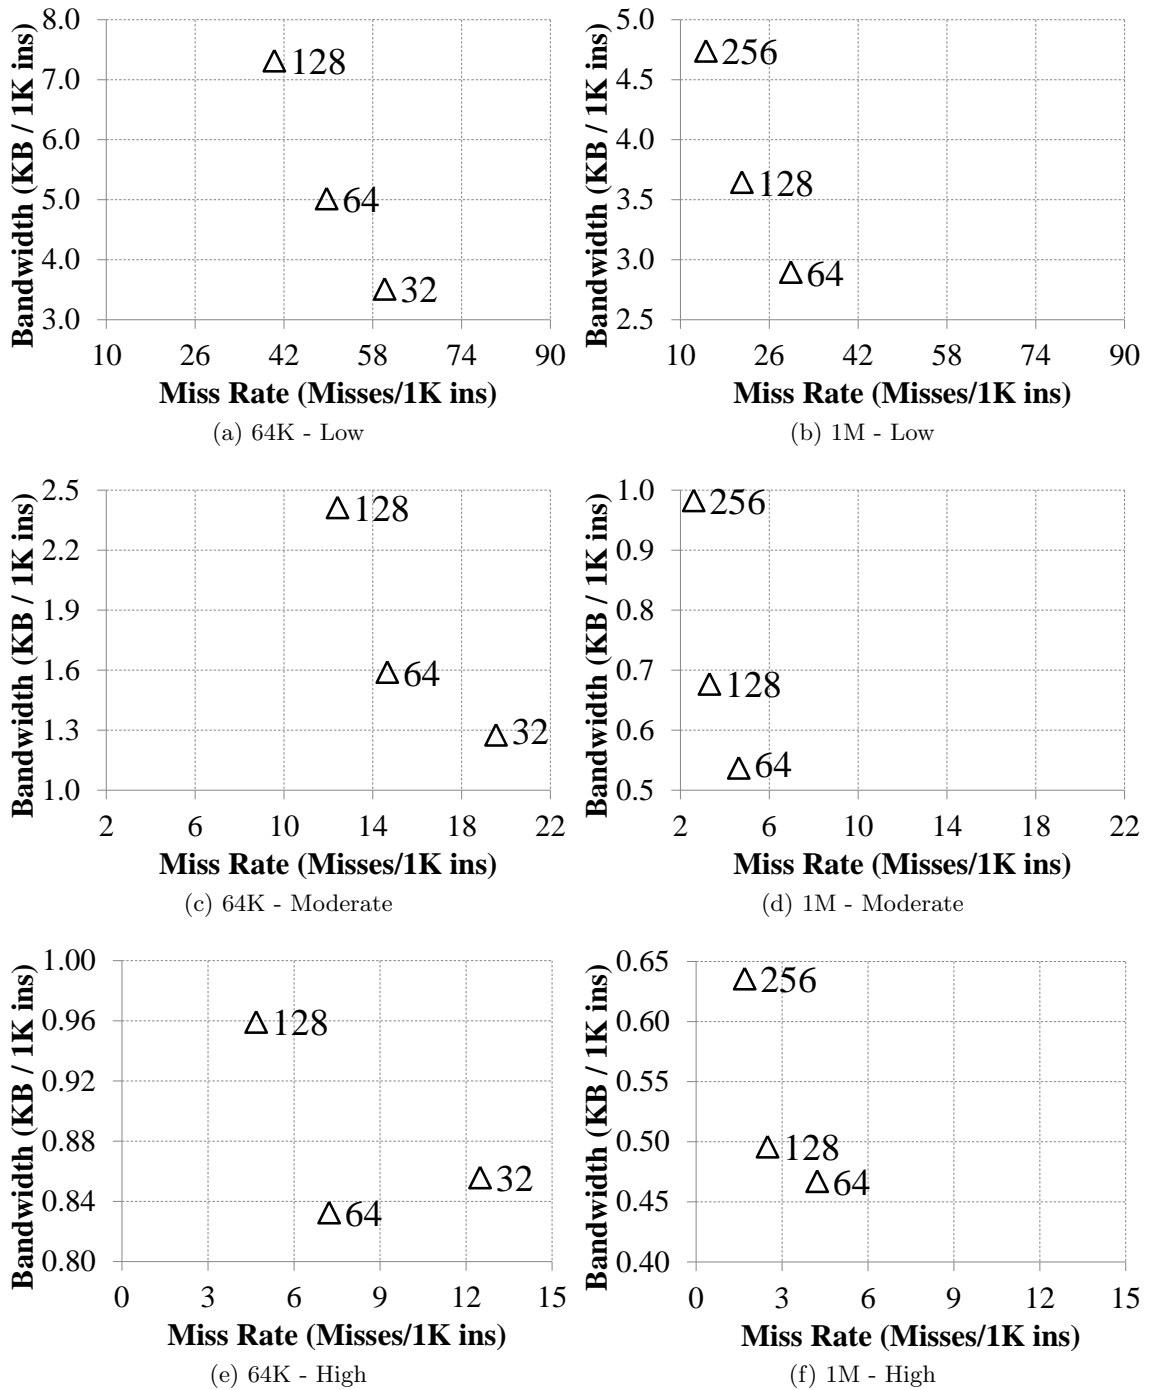 Bandwidth (KB / 1K ins)
8.0
7.0
6.0
5.0
4.0
3.0
128
64
32
10 26 42 58 74 90
Miss Rate (Misses/1K ins)
(a) 64K - Low
Bandwidth (KB / 1K ins)
5.0
4.5
4.0
3.5
3.0
2.5
256
128
64
10 26 42 58 74 90
Miss Rate (Misses/1K ins)
(b) 1M - Low
Bandwidth (KB / 1K ins)
2.5
2.2
1.9
1.6
1.3
1.0
128
64
32
2 6 10 14 18 22
Miss Rate (Misses/1K ins)
(c) 64K - Moderate
Bandwidth (KB / 1K ins)
1.0
0.9
0.8
0.7
0.6
0.5
256
128
64
2 6 10 14 18 22
Miss Rate (Misses/1K ins)
(d) 1M - Moderate
Bandwidth (KB / 1K ins)
1.00
0.96
0.92
0.88
0.84
0.80
128
32
64
0 3 6 9 12 15
Miss Rate (Misses/1K ins)
(e) 64K - High
Bandwidth (KB / 1K ins)
0.65
0.60
0.55
0.50
0.45
0.40
256
128
64
0 3 6 9 12 15
Miss Rate (Misses/1K ins)
(f) 1M - High